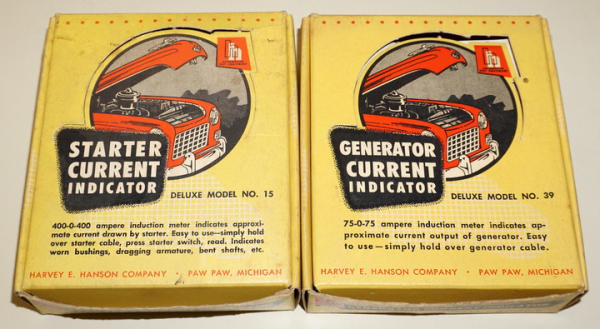 STARTER
CURRENT
INDICATOR
DELUXE MODEL NO. 15
400-0-400 ampere induction meter indicates approxi-
mate current drawn by starter. Easy to use—simply hold
over starter cable, press starter switch, read. Indicates
worn bushings, dragging armature, bent shafts, etc.
HARVEY E. HANSON COMPANY · PAW PAW, MICHIGAN
GENERATOR
CURRENT
INDICATOR
DELUXE MODEL NO. 39
75-0-75 ampere induction meter indicates ap-
proximate current output of generator. Easy
to use—simply hold over generator cable.
HARVEY E. HANSON COMPANY · PAW PAW, MICHIGAN